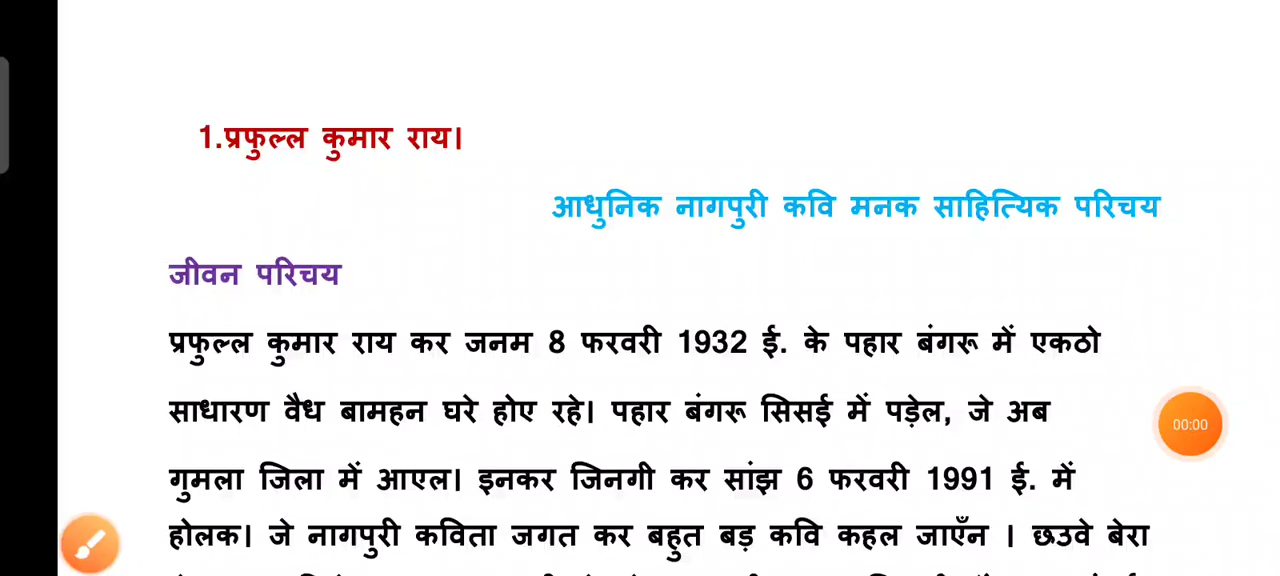 1.प्रफुल्ल कुमार राय।
आधुनिक नागपुरी कवि मनक साहित्यिक परिचय
जीवन परिचय
प्रफुल्ल कुमार राय कर जनम 8 फरवरी 1932 ई. के पहार बंगरू में एकठो
साधारण वैध बामहन घरे होए रहे। पहार बंगरू सिसई में पड़ेल, जे अब
00:00
गुमला जिला में आएल। इनकर जिनगी कर सांझ 6 फरवरी 1991 ई. में
होलक। जे नागपुरी कविता जगत कर बहुत बड़ कवि कहल जाएँन । छउवे बेरा